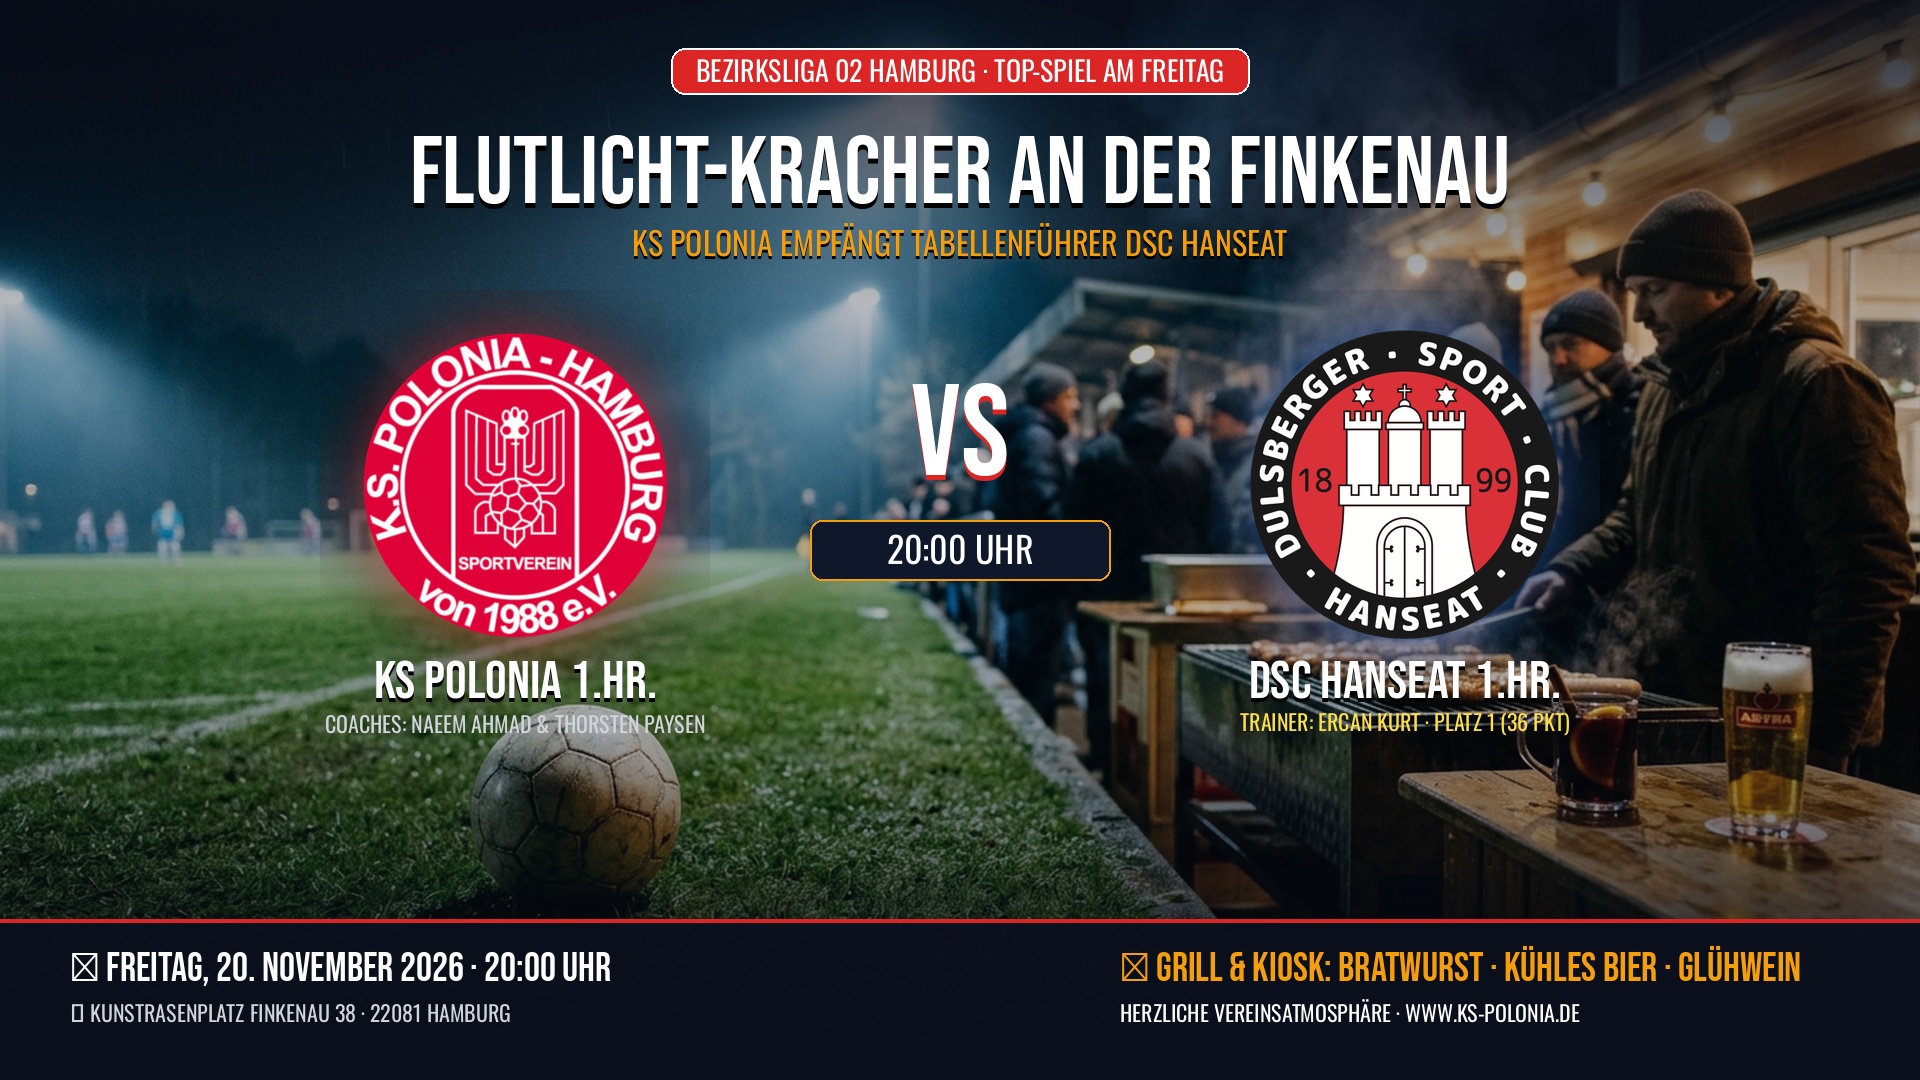 BEZIRKSLIGA 02 HAMBURG · TOP-SPIEL AM FREITAG
FLUTLICHT-KRACHER AN DER FINKENAU
KS POLONIA EMPFÄNGT TABELLENFÜHRER DSC HANSEAT
K.S. POLONIA - HAMBURG
SPORTVEREIN
von 1988 e.V.
VS
20:00 UHR
DULSBERGER · SPORT · CLUB · HANSEAT ·
18 99
KS POLONIA 1.HR.
COACHES: NAEEM AHMAD & THORSTEN PAYSEN
DSC HANSEAT 1.HR.
TRAINER: ERCAN KURT · PLATZ 1 (36 PKT)
FREITAG, 20. NOVEMBER 2026 · 20:00 UHR
KUNSTRASENPLATZ FINKENAU 38 · 22081 HAMBURG
GRILL & KIOSK: BRATWURST · KÜHLES BIER · GLÜHWEIN
HERZLICHE VEREINSATMOSPHÄRE · WWW.KS-POLONIA.DE